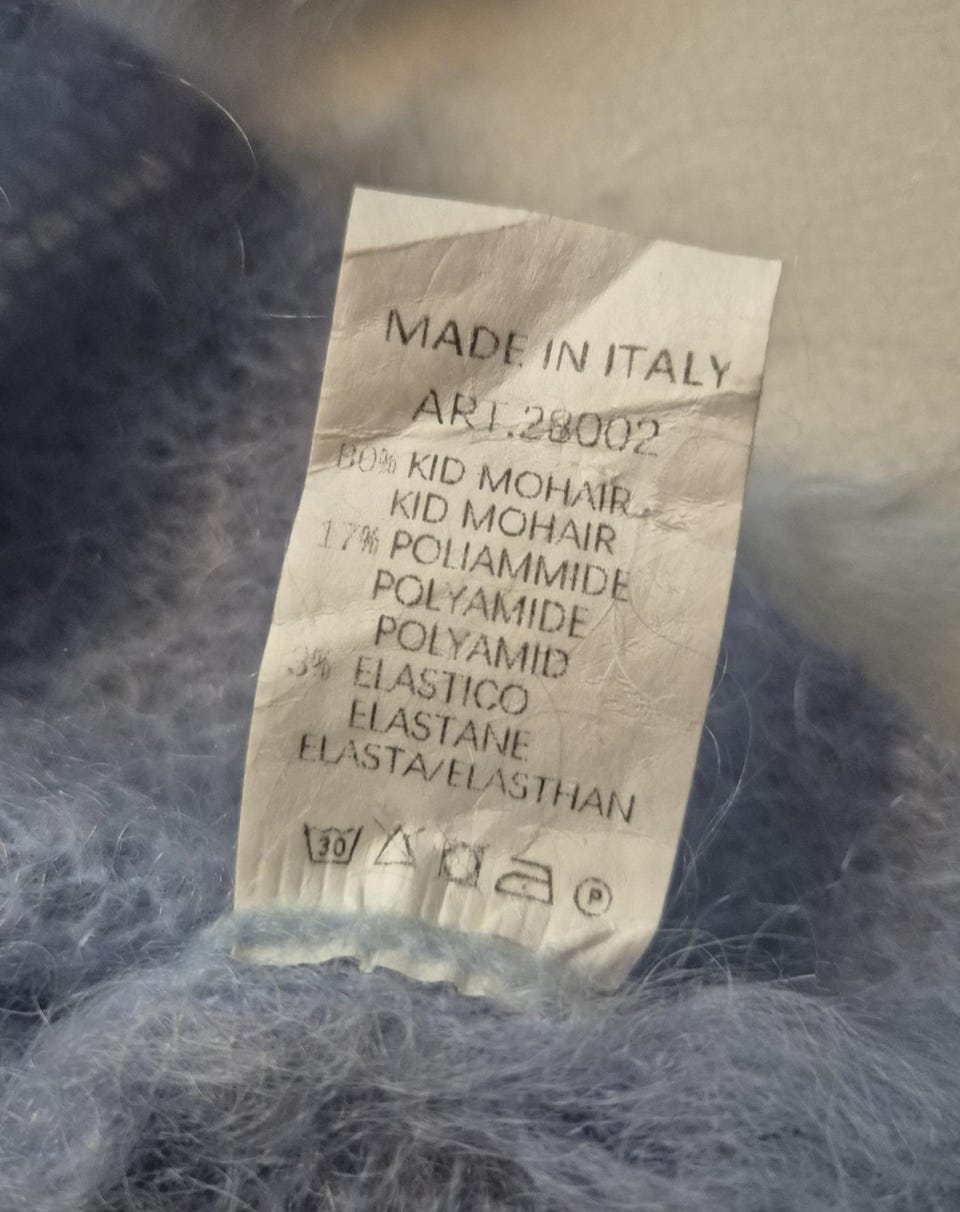 MADE IN ITALY
ART.28002
80% KID MOHAIR
KID MOHAIR
17% POLIAMMIDE
POLYAMIDE
POLYAMID
3% ELASTICO
ELASTANE
ELASTA/ELASTHAN
30 P